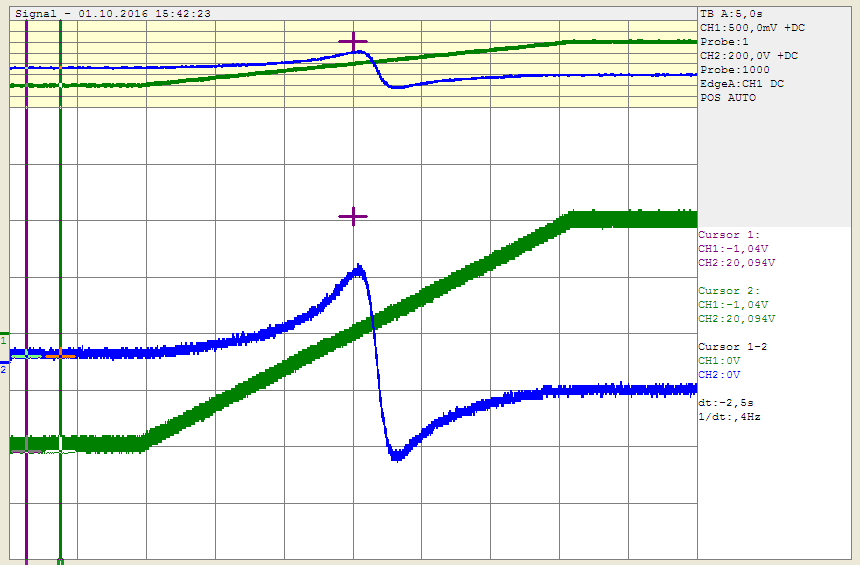 Signal - 01.10.2016 15:42:23
TB A:5,0s
CH1:500,0mV +DC
Probe:1
CH2:200,0V +DC
Probe:1000
EdgeA:CH1 DC
POS AUTO
Cursor 1:
CH1:-1,04V
CH2:20,094V
Cursor 2:
CH1:-1,04V
CH2:20,094V
Cursor 1-2
CH1:0V
CH2:0V
dt:-2,5s
1/dt:,4Hz
1
2